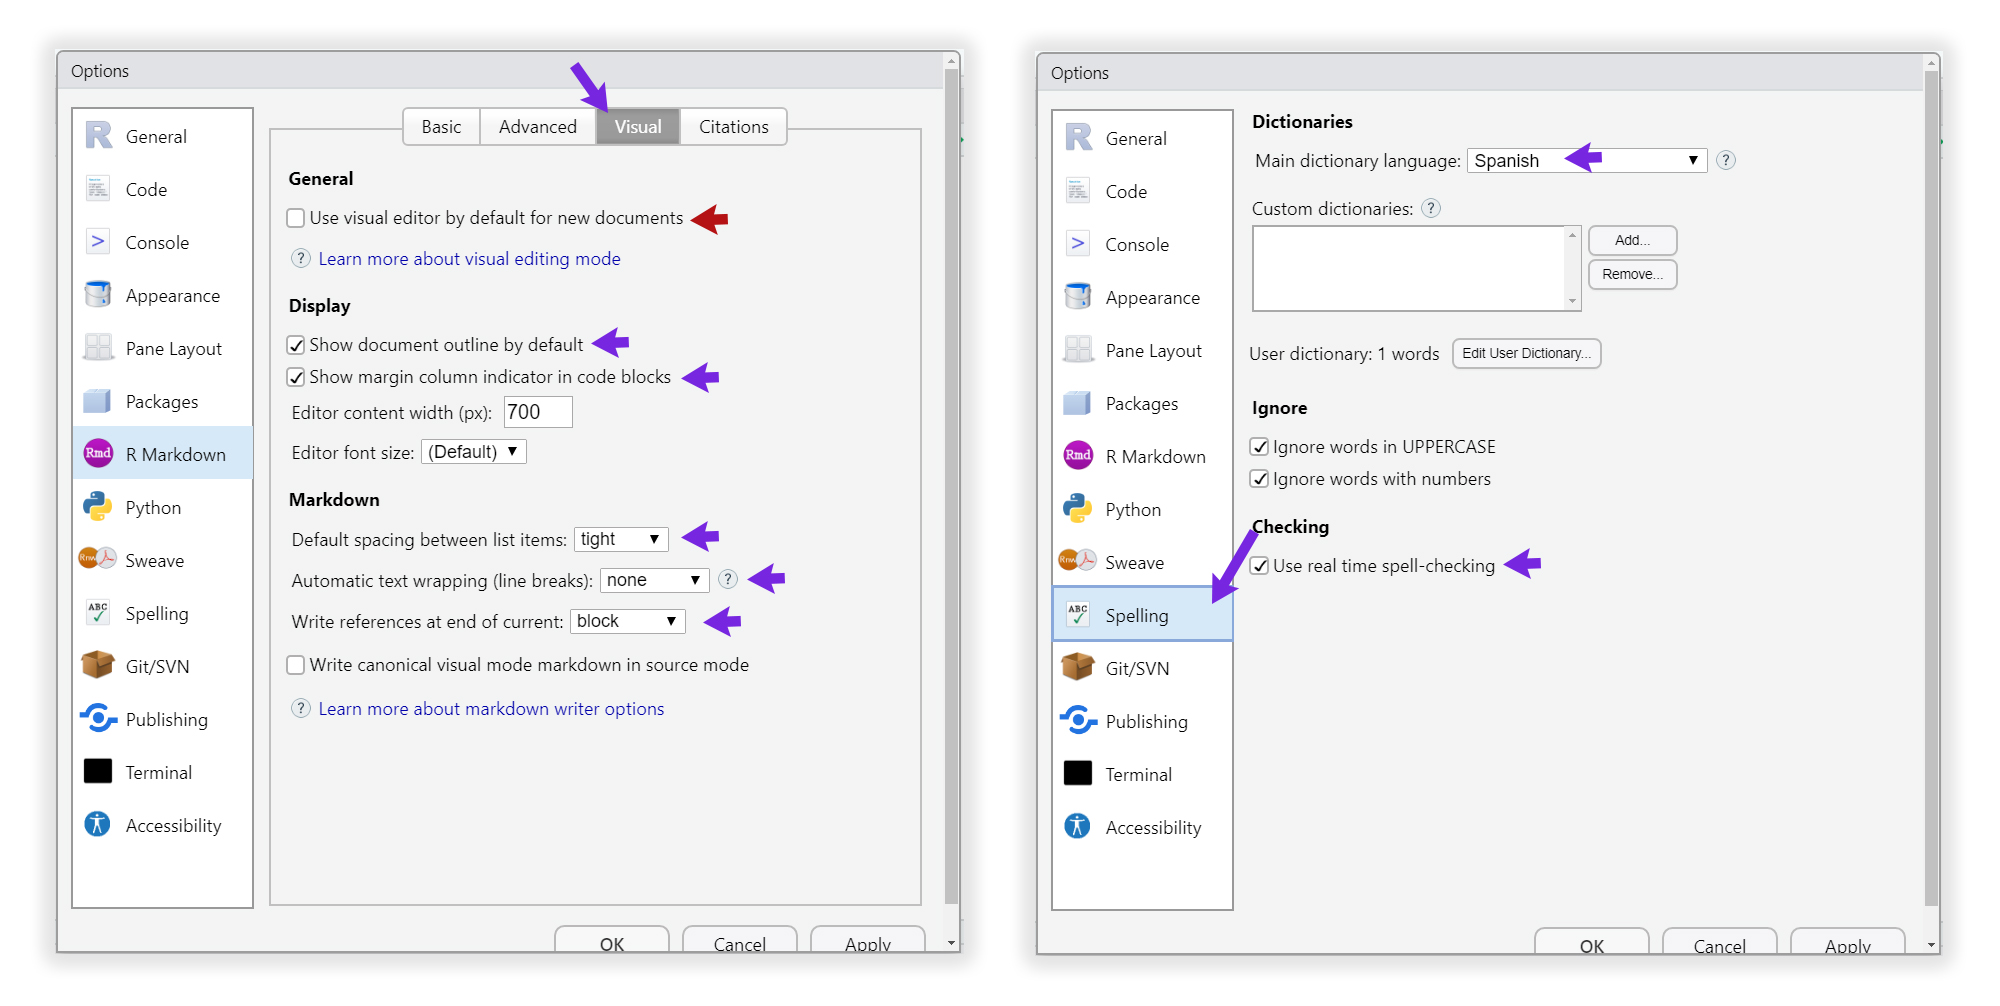 Options
General
Code
Console
Appearance
Pane Layout
Packages
Rmd R Markdown
Python
Rnw Sweave
ABC Spelling
Git/SVN
Publishing
Terminal
Accessibility
Basic Advanced Visual Citations
General
Use visual editor by default for new documents
? Learn more about visual editing mode
Display
Show document outline by default
Show margin column indicator in code blocks
Editor content width (px): 700
Editor font size: (Default)
Markdown
Default spacing between list items: tight
Automatic text wrapping (line breaks): none ?
Write references at end of current: block
Write canonical visual mode markdown in source mode
? Learn more about markdown writer options
OK Cancel Apply
Options
General
Code
Console
Appearance
Pane Layout
Packages
Rmd R Markdown
Python
Rnw Sweave
ABC Spelling
Git/SVN
Publishing
Terminal
Accessibility
Dictionaries
Main dictionary language: Spanish ?
Custom dictionaries: ?
Add...
Remove...
User dictionary: 1 words Edit User Dictionary...
Ignore
Ignore words in UPPERCASE
Ignore words with numbers
Checking
Use real time spell-checking
OK Cancel Apply